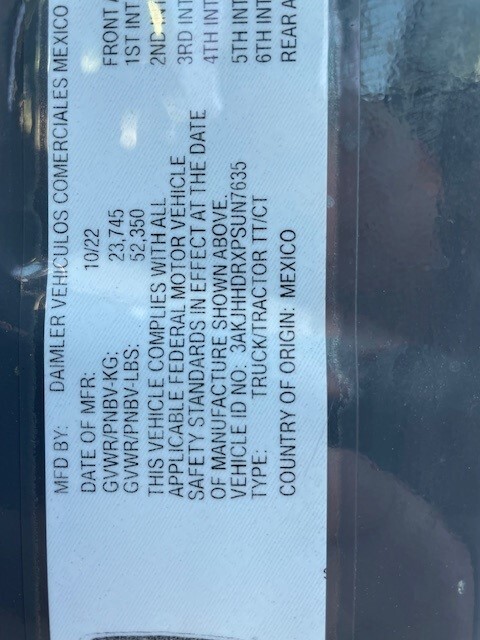 MFD BY: DAIMLER VEHICULOS COMERCIALES MEXICO
DATE OF MFR: 10/22 FRONT
GVWR/PNBV-KG: 23,745 1ST INT
GVWR/PNBV-LBS: 52,350 2ND INT
THIS VEHICLE COMPLIES WITH ALL 3RD INT
APPLICABLE FEDERAL MOTOR VEHICLE 4TH INT
SAFETY STANDARDS IN EFFECT AT THE DATE 5TH INT
OF MANUFACTURE SHOWN ABOVE. 6TH INT
VEHICLE ID NO: 3AKJHHDRXPSUN7635 REAR A
TYPE: TRUCK/TRACTOR TT/CT
COUNTRY OF ORIGIN: MEXICO